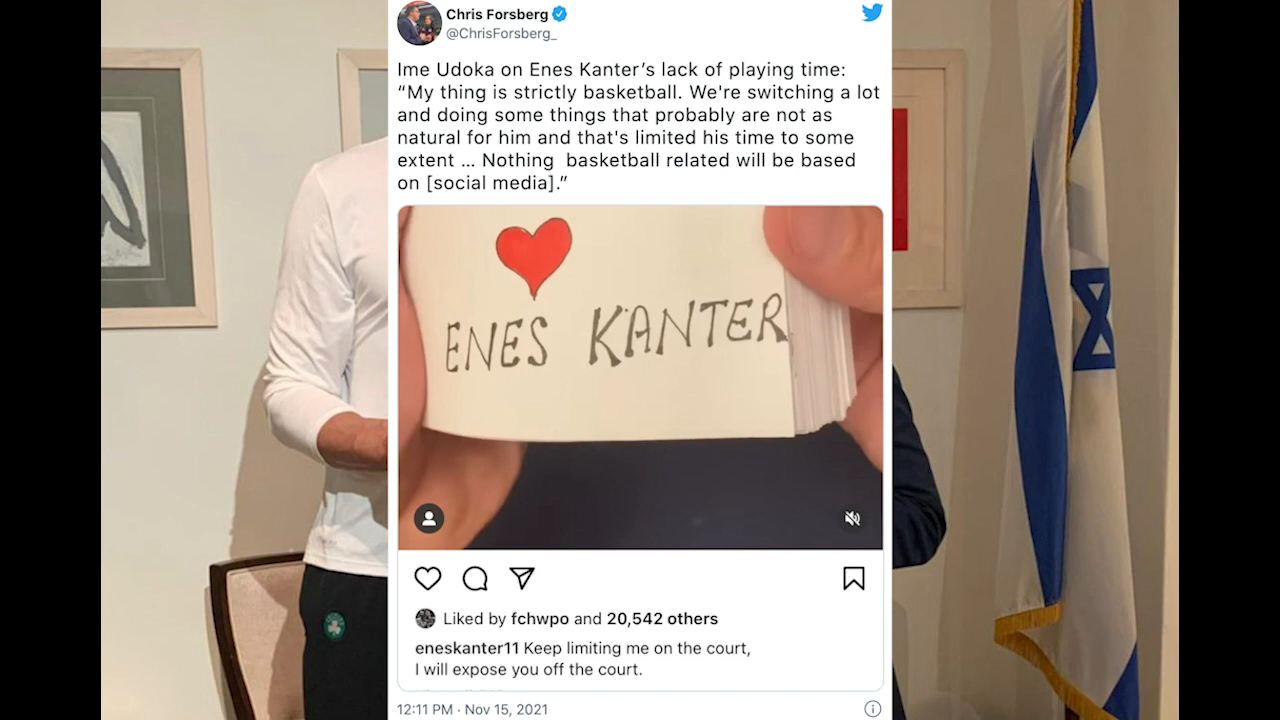 Chris Forsberg
@ChrisForsberg_
Ime Udoka on Enes Kanter’s lack of playing time:
“My thing is strictly basketball. We're switching a lot
and doing some things that probably are not as
natural for him and that's limited his time to some
extent ... Nothing  basketball related will be based
on [social media].”
ENES KANTER
Liked by fchwpo and 20,542 others
eneskanter11 Keep limiting me on the court,
I will expose you off the court.
12:11 PM · Nov 15, 2021